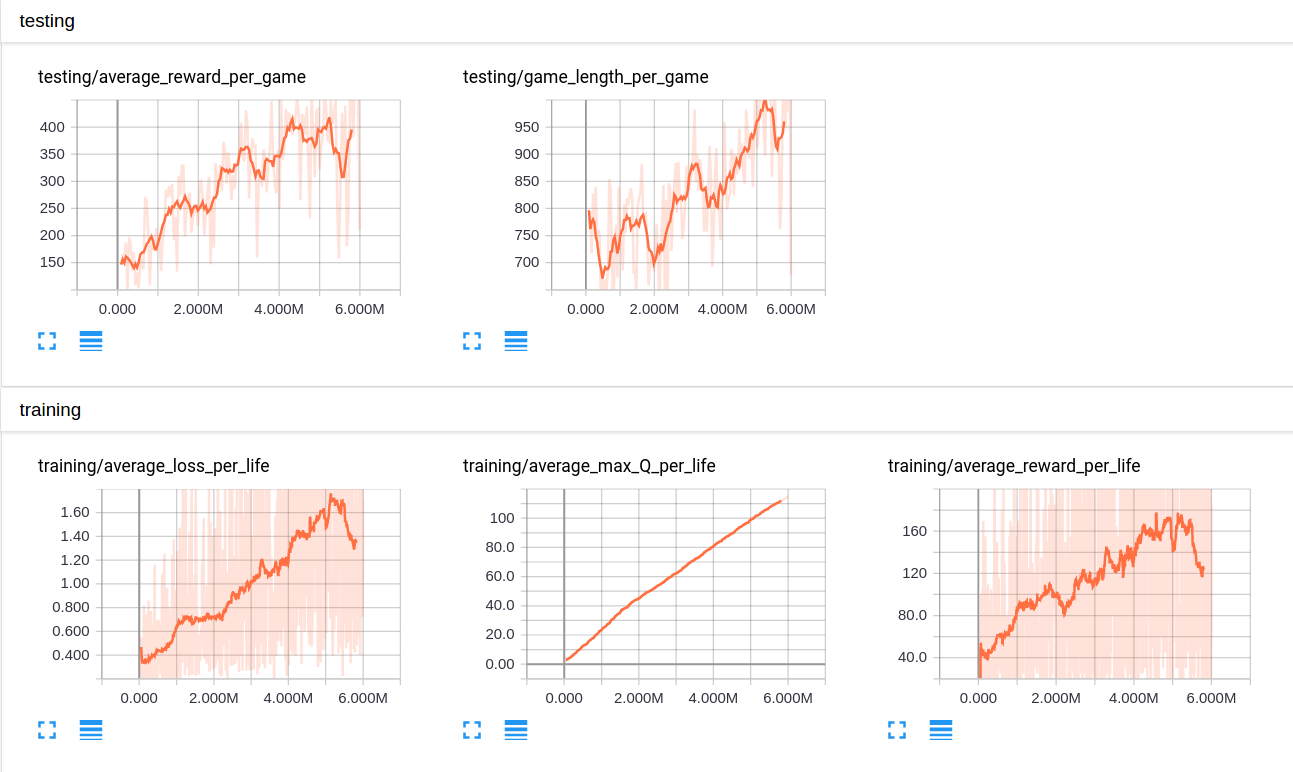 testing
testing/average_reward_per_game
testing/game_length_per_game
400
350
300
250
200
150
0.000 2.000M 4.000M 6.000M
950
900
850
800
750
700
0.000 2.000M 4.000M 6.000M
training
training/average_loss_per_life
training/average_max_Q_per_life
training/average_reward_per_life
1.60
1.40
1.20
1.00
0.800
0.600
0.400
0.000 2.000M 4.000M 6.000M
100
80.0
60.0
40.0
20.0
0.00
0.000 2.000M 4.000M 6.000M
160
120
80.0
40.0
0.000 2.000M 4.000M 6.000M